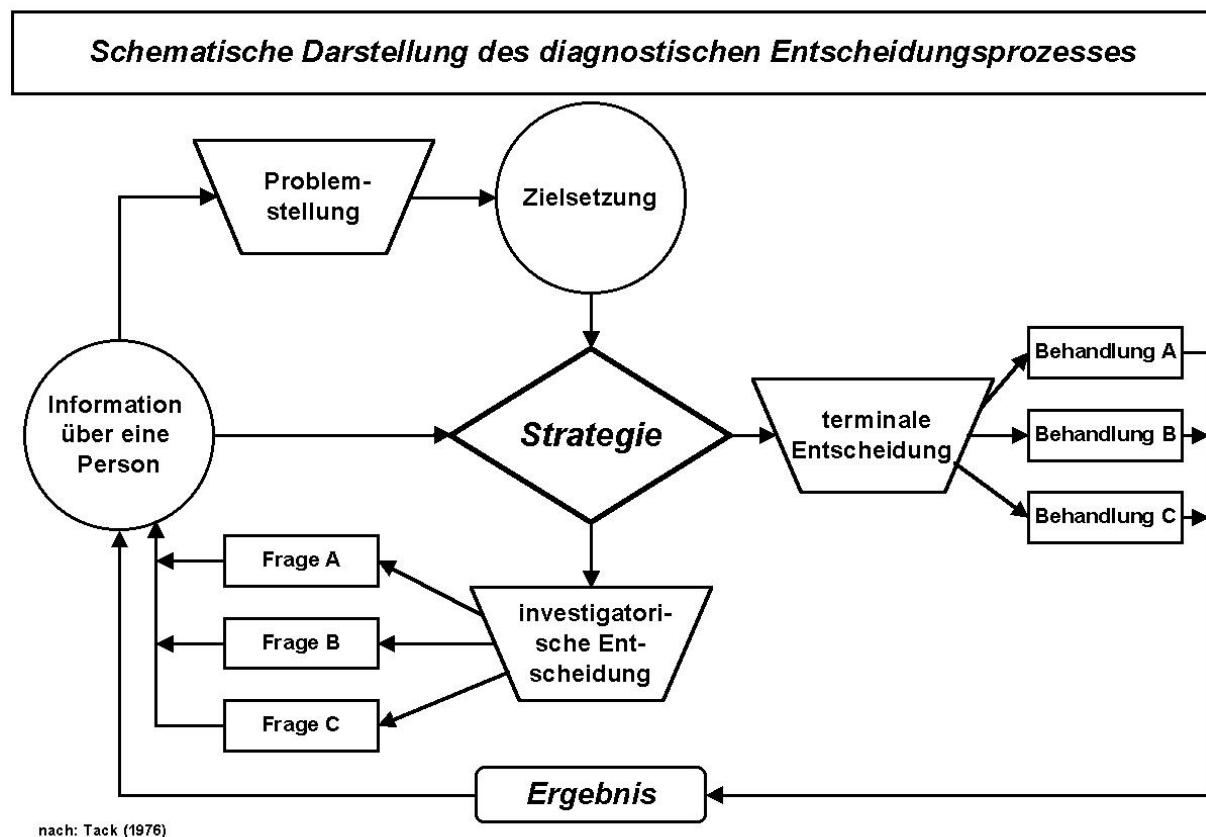 Schematische Darstellung des diagnostischen Entscheidungsprozesses
Problem-
stellung
Zielsetzung
Information
über eine
Person
Strategie
terminale
Entscheidung
Behandlung A
Behandlung B
Behandlung C
Frage A
Frage B
Frage C
investigatori-
sche Ent-
scheidung
Ergebnis
nach: Tack (1976)